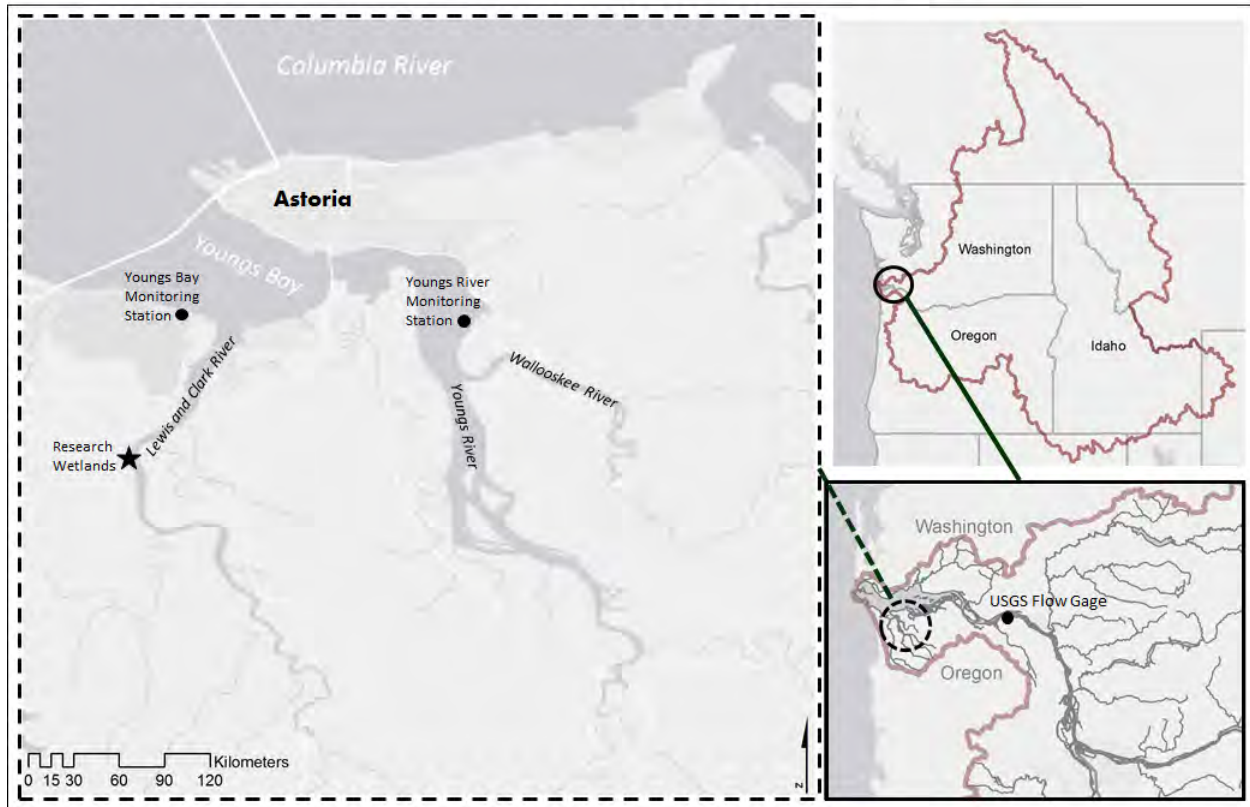 Columbia River
Astoria
Youngs Bay
Youngs Bay
Monitoring
Station
Youngs River
Monitoring
Station
Lewis and Clark River
Wallooskee River
Youngs River
Research
Wetlands
Kilometers
0 15 30 60 90 120
N
Washington
Oregon
Idaho
Washington
USGS Flow Gage
Oregon